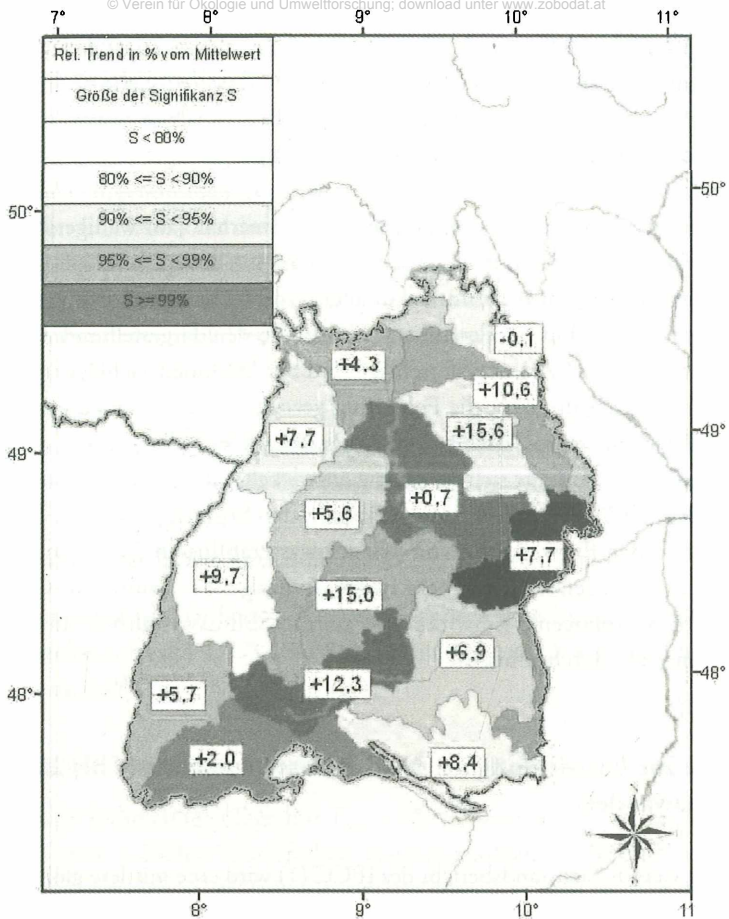 © Verein für Ökologie und Umweltforschung; download unter www.zobodat.at
7° 8° 9° 10° 11°
Rel. Trend in % vom Mittelwert
Größe der Signifikanz S
S < 80%
80% <= S < 90%
90% <= S < 95%
95% <= S < 99%
S >= 99%
50° 50°
-0,1
+4,3
+10,6
+15,6
+7,7
49° 49°
+0,7
+5,6
+7,7
+9,7
+15,0
+6,9
48° 48°
+12,3
+5,7
+2.0
+8,4
8° 9° 10° 11